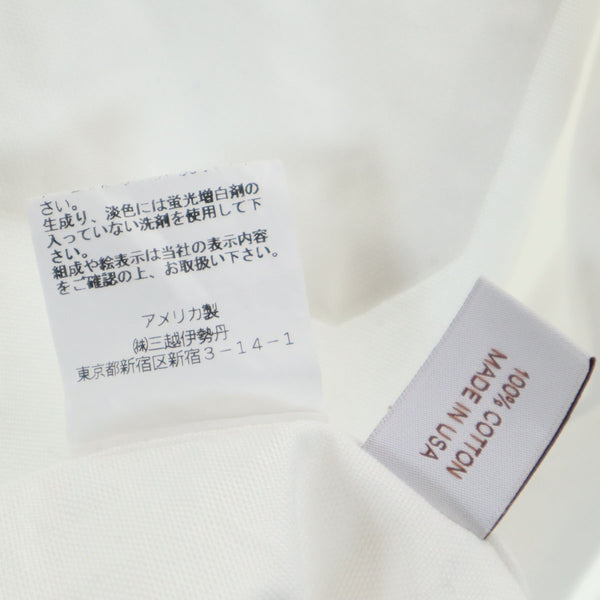 さい。
生成り、淡色には蛍光増白剤の
入っていない洗剤を使用して下
さい。
組成や絵表示は当社の表示内容
をご確認の上、お取扱い下さい。
アメリカ製
㈱三越伊勢丹
東京都新宿区新宿3-14-1
100% COTTON
MADE IN USA